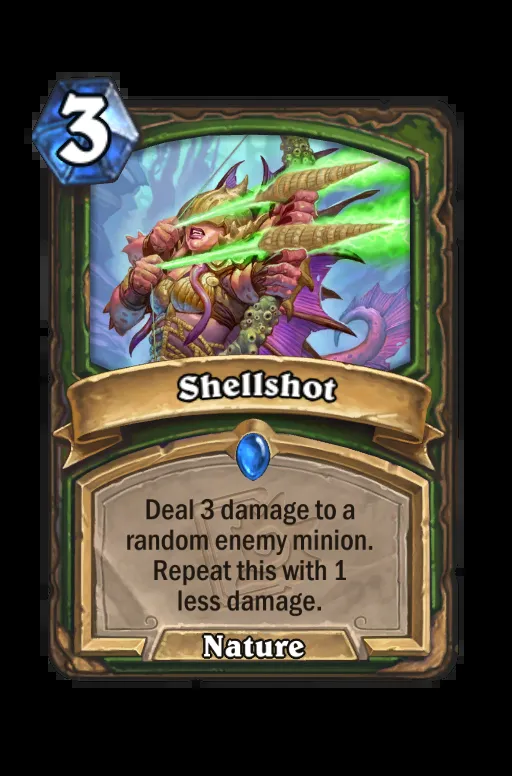 3
Shellshot
Deal 3 damage to a
random enemy minion.
Repeat this with 1
less damage.
Nature